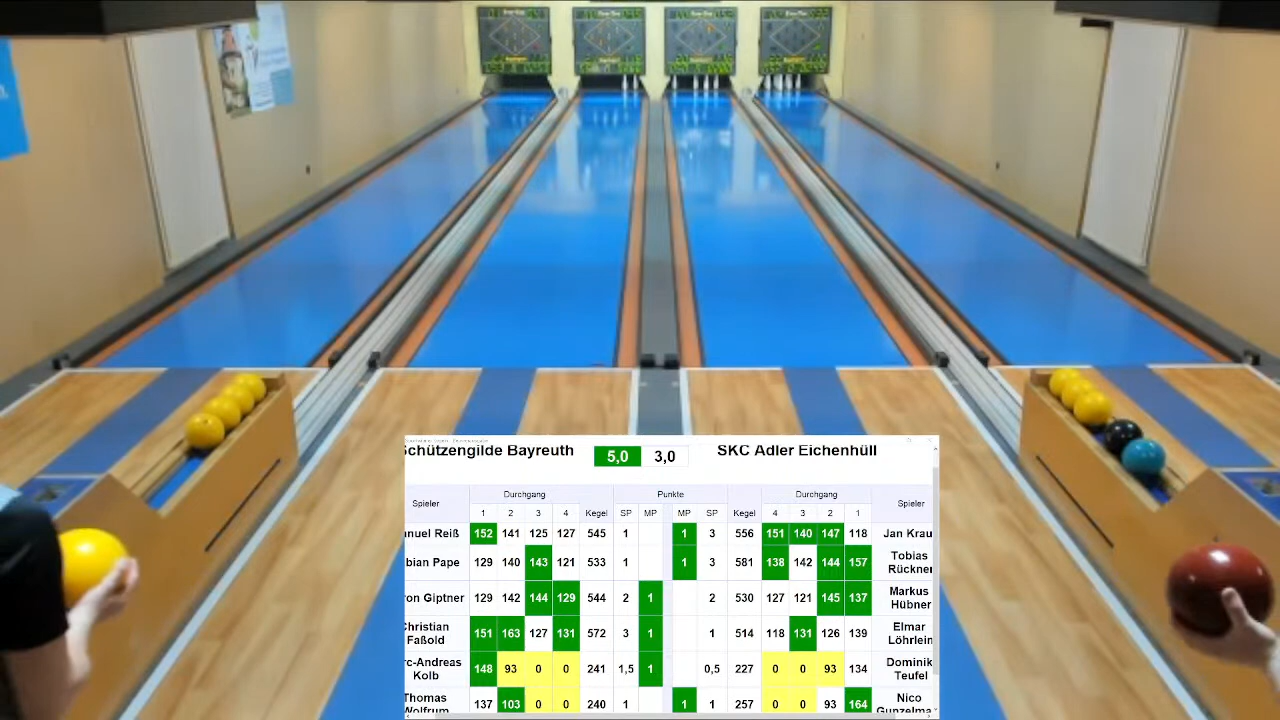 Schützengilde Bayreuth 5,0 3,0 SKC Adler Eichenhüll
Spieler Durchgang Kegel Punkte Kegel Durchgang Spieler
1 2 3 4 SP MP MP SP 4 3 2 1
nuel Reiß 152 141 125 127 545 1 1 3 556 151 140 147 118 Jan Krau
bian Pape 129 140 143 121 533 1 1 3 581 138 142 144 157 Tobias Rückner
on Giptner 129 142 144 129 544 2 1 2 530 127 121 145 137 Markus Hübner
Christian Faßold 151 163 127 131 572 3 1 1 514 118 131 126 139 Elmar Löhrlein
rc-Andreas Kolb 148 93 0 0 241 1,5 1 0,5 227 0 0 93 134 Dominik Teufel
Thomas Wolfrum 137 103 0 0 240 1 1 1 257 0 0 93 164 Nico Gunzelma